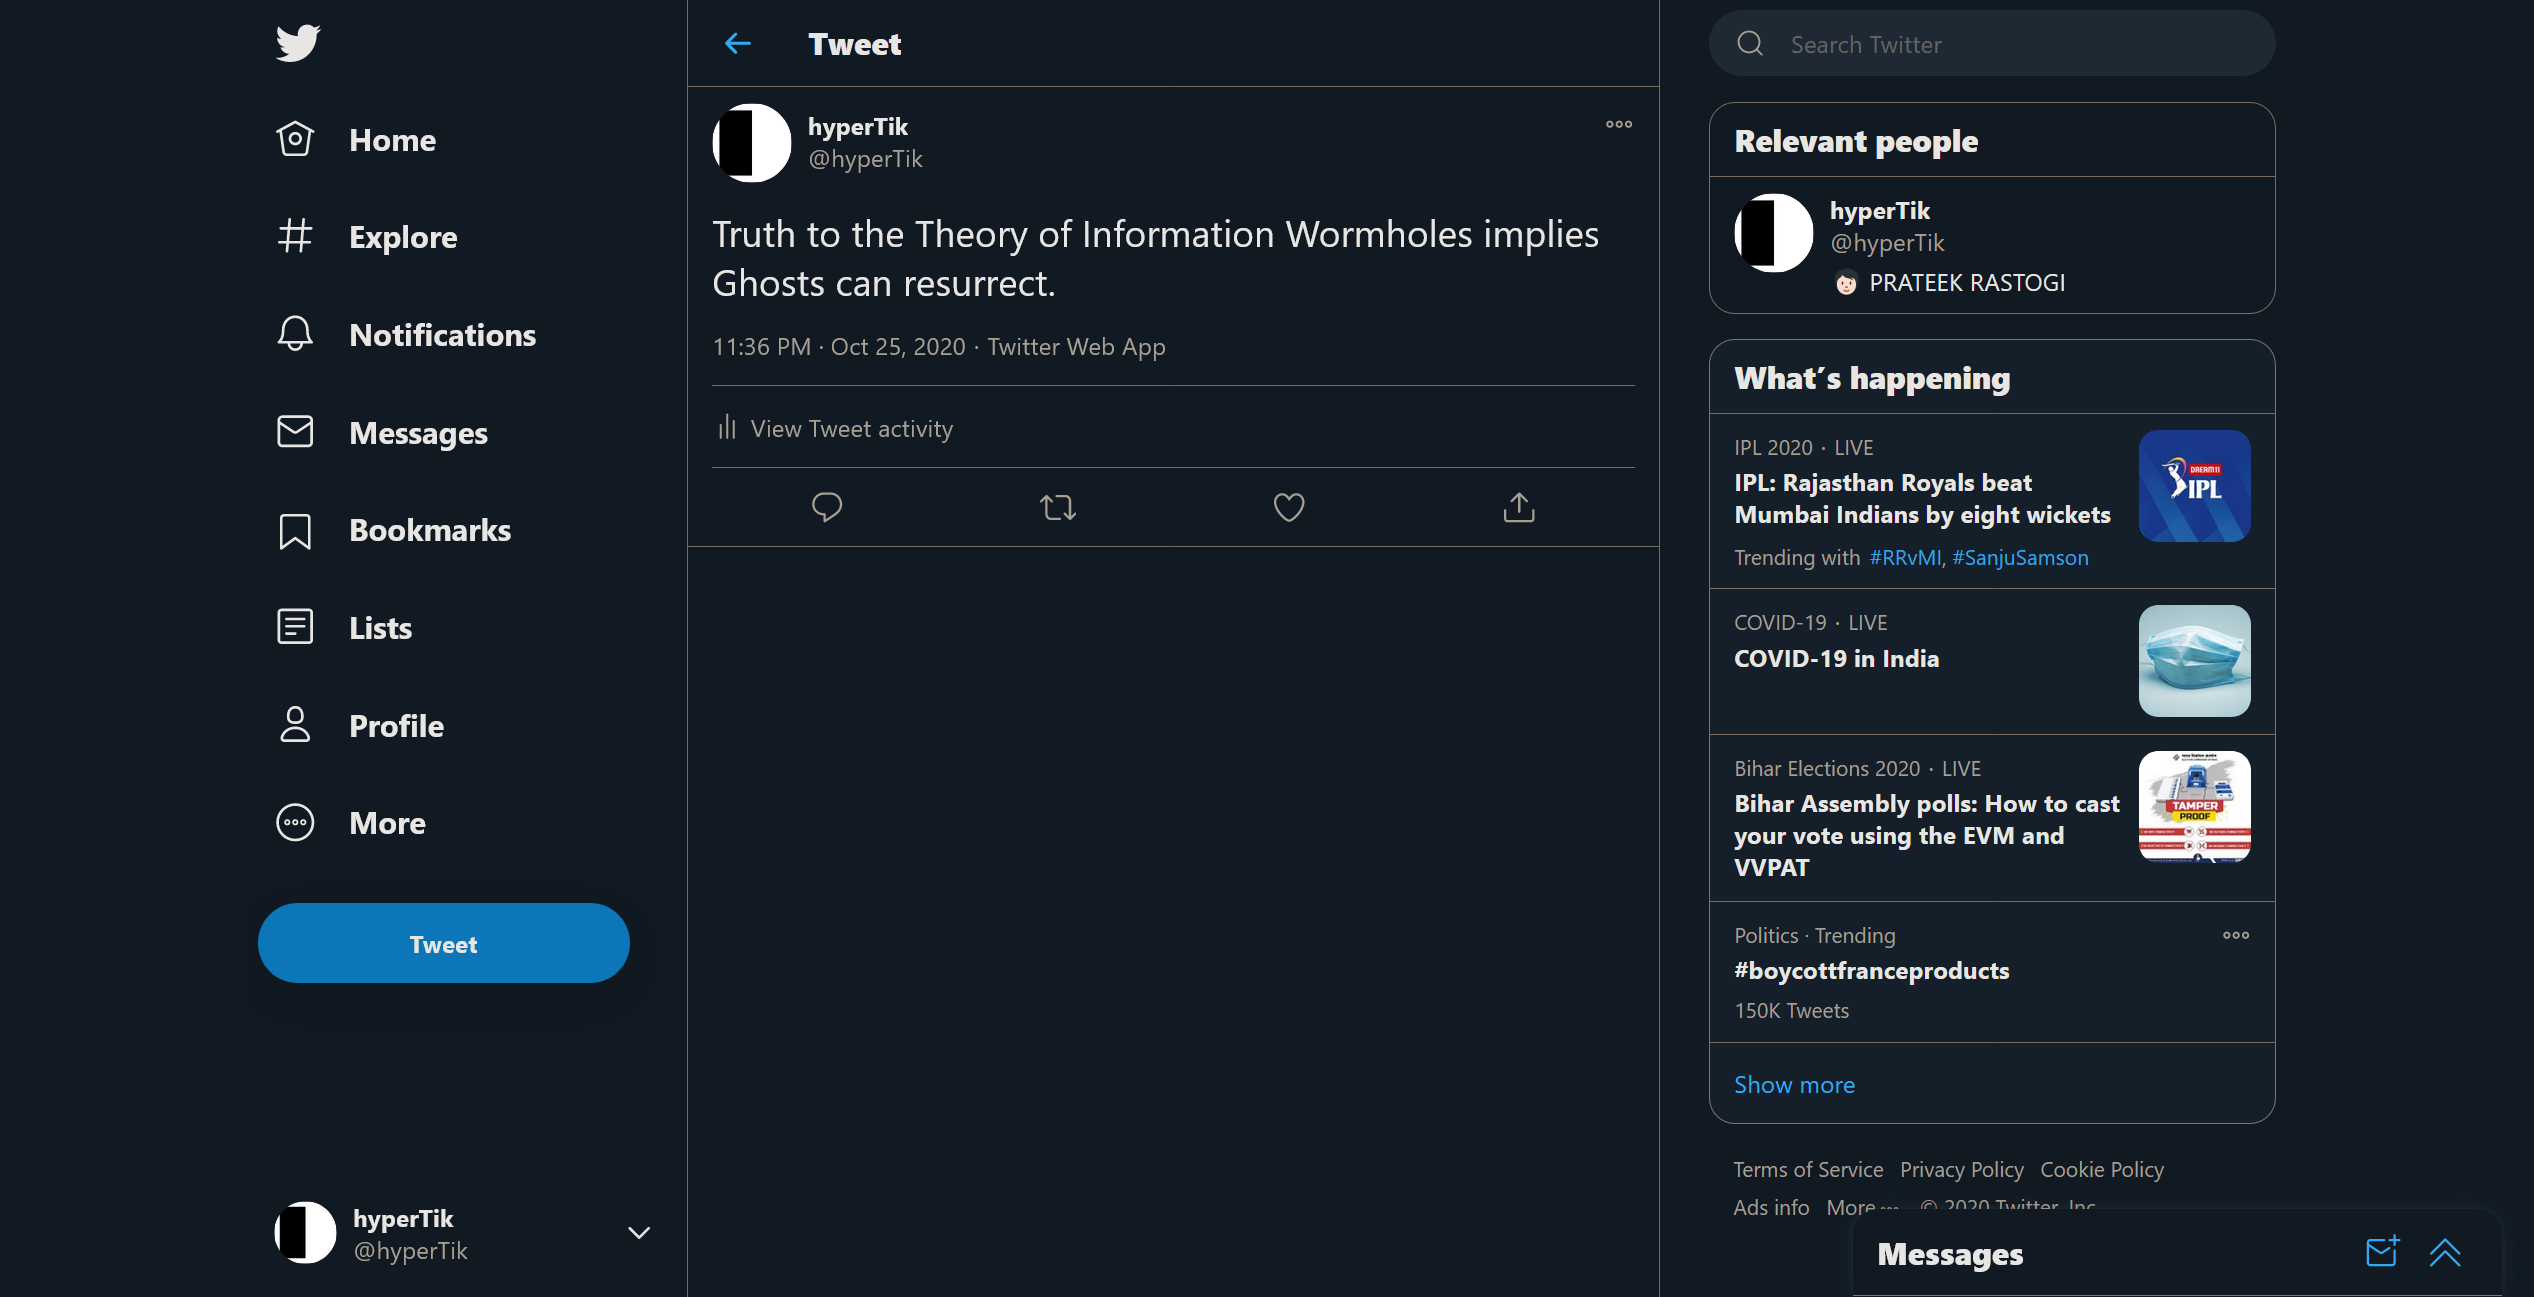 Home
Explore
Notifications
Messages
Bookmarks
Lists
Profile
More
Tweet
hyperTik
@hyperTik
Tweet
hyperTik
@hyperTik
Truth to the Theory of Information Wormholes implies
Ghosts can resurrect.
11:36 PM · Oct 25, 2020 · Twitter Web App
View Tweet activity
Search Twitter
Relevant people
hyperTik
@hyperTik
PRATEEK RASTOGI
What's happening
IPL 2020 · LIVE
IPL: Rajasthan Royals beat
Mumbai Indians by eight wickets
Trending with #RRvMI, #SanjuSamson
DREAM11
IPL
COVID-19 · LIVE
COVID-19 in India
Bihar Elections 2020 · LIVE
Bihar Assembly polls: How to cast
your vote using the EVM and
VVPAT
TAMPER
PROOF
Politics · Trending
#boycottfranceproducts
150K Tweets
Show more
Terms of Service Privacy Policy Cookie Policy
Ads info More © 2020 Twitter, Inc.
Messages